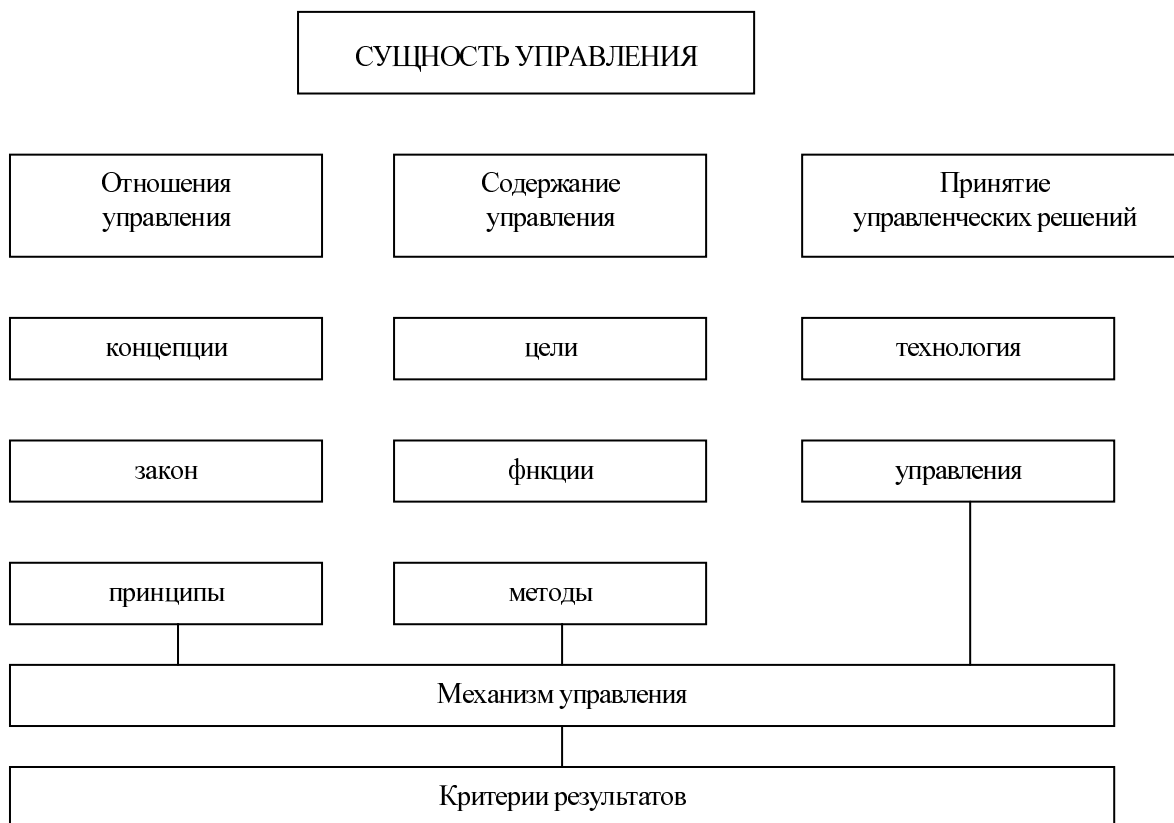 СУЩНОСТЬ УПРАВЛЕНИЯ
Отношения
управления
Содержание
управления
Принятие
управленческих решений
концепции
цели
технология
закон
фнкции
управления
принципы
методы
Механизм управления
Критерии результатов